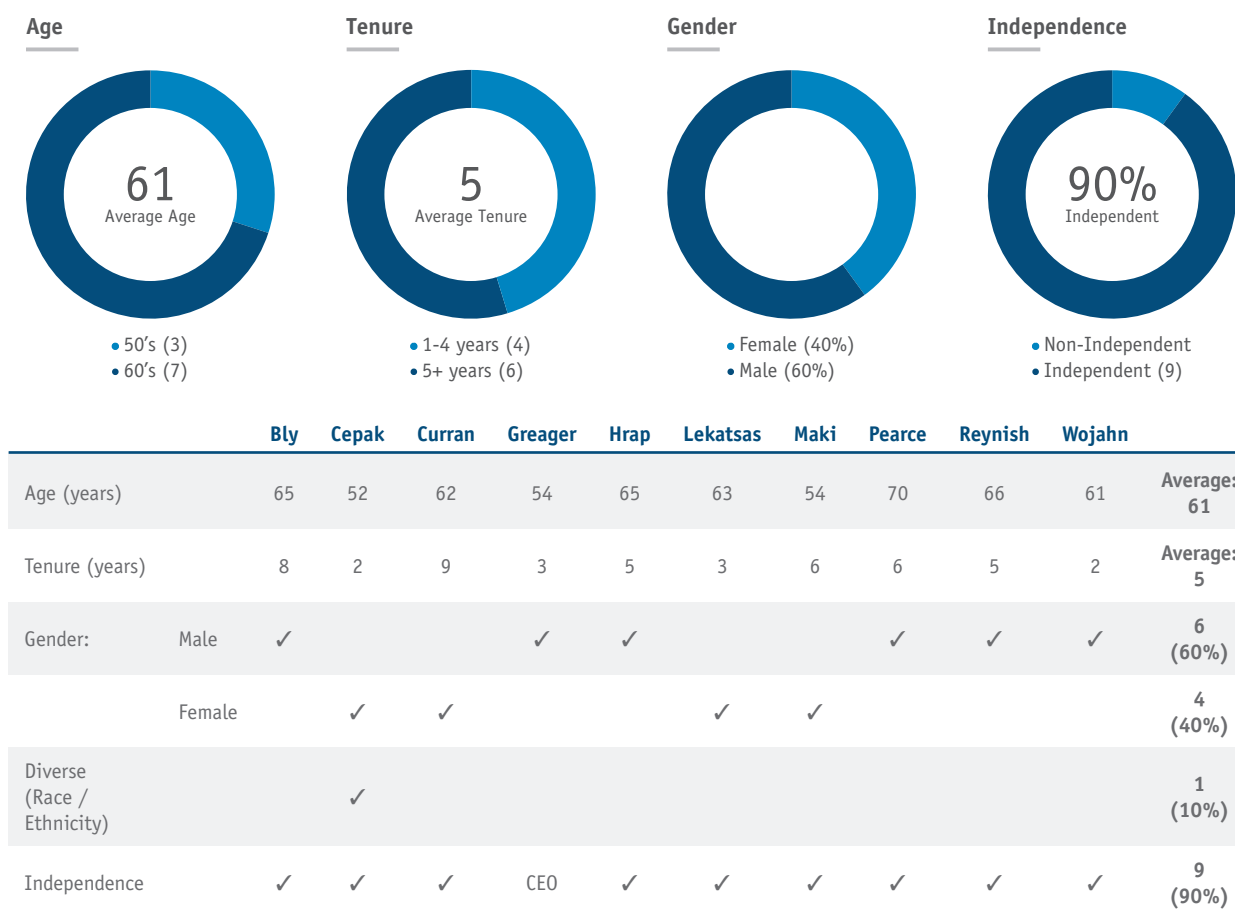 Age
Tenure
Gender
Independence
61
Average Age
5
Average Tenure
90%
Independent
50's (3)
60's (7)
1-4 years (4)
5+ years (6)
Female (40%)
Male (60%)
Non-Independent
Independent (9)
Bly Cepak Curran Greager Hrap Lekatsas Maki Pearce Reynish Wojahn
Age (years) 65 52 62 54 65 63 54 70 66 61 Average: 61
Tenure (years) 8 2 9 3 5 3 6 6 5 2 Average: 5
Gender: Male ✓ ✓ ✓ ✓ ✓ ✓ 6 (60%)
Female ✓ ✓ ✓ ✓ 4 (40%)
Diverse
(Race /
Ethnicity)
✓ 1 (10%)
Independence ✓ ✓ ✓ CEO ✓ ✓ ✓ ✓ ✓ ✓ 9 (90%)